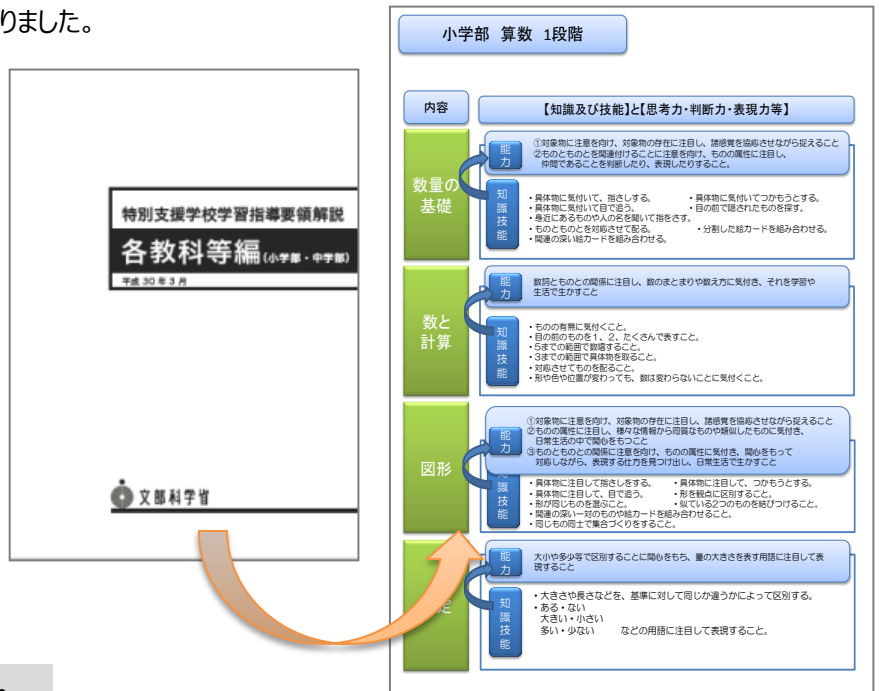 りました。
特別支援学校学習指導要領解説
各教科等編(小学部・中学部)
平成30年3月
文部科学省
小学部 算数 1段階
内容
【知識及び技能】と【思考力・判断力・表現力等】
数量の
基礎
能力
①対象物に注意を向け、対象物の存在に注目し、諸感覚を協応させながら捉えること
②ものとものとを関連付けることに注意を向け、ものの属性に注目し、
仲間であることを判断したり、表現したりすること。
知識技能
・具体物に気付いて、指さしする。 ・具体物に気付いてつかもうとする。
・具体物に気付いて目で追う。 ・目の前で隠されたものを探す。
・身近にあるものや人の名を聞いて指をさす。
・ものとものとを対応させて配る。 ・分割した絵カードを組み合わせる。
・関連の深い絵カードを組み合わせる。
数と
計算
能力
数詞とものとの関係に注目し、数のまとまりや数え方に気付き、それを学習や
生活で生かすこと
知識技能
・ものの有無に気付くこと。
・目の前のものを1、2、たくさんで表すこと。
・5までの範囲で数唱すること。
・3までの範囲で具体物を取ること。
・対応させてものを配ること。
・形や色や位置が変わっても、数は変わらないことに気付くこと。
図形
能力
①対象物に注意を向け、対象物の存在に注目し、諸感覚を協応させながら捉えること
②ものの属性に注目し、様々な情報から同質なものや類似したものに気付き、
日常生活の中で関心をもつこと
③ものとものとの関係に注意を向け、ものの属性に気付き、関心をもって
対応しながら、表現する仕方を見つけ出し、日常生活で生かすこと
識技能
・具体物に注目して指さしをする。 ・具体物に注目して、つかもうとする。
・具体物に注目して、目で追う。 ・形を観点に区別すること。
・形が同じものを選ぶこと。 ・似ている2つのものを結びつけること。
・関連の深い一対のものや絵カードを組み合わせること。
・同じもの同士で集合づくりをすること。
定
能力
大小や多少等で区別することに関心をもち、量の大きさを表す用語に注目して表
現すること
知識技能
・大きさや長さなどを、基準に対して同じか違うかによって区別する。
・ある・ない
大きい・小さい
多い・少ない などの用語に注目して表現すること。